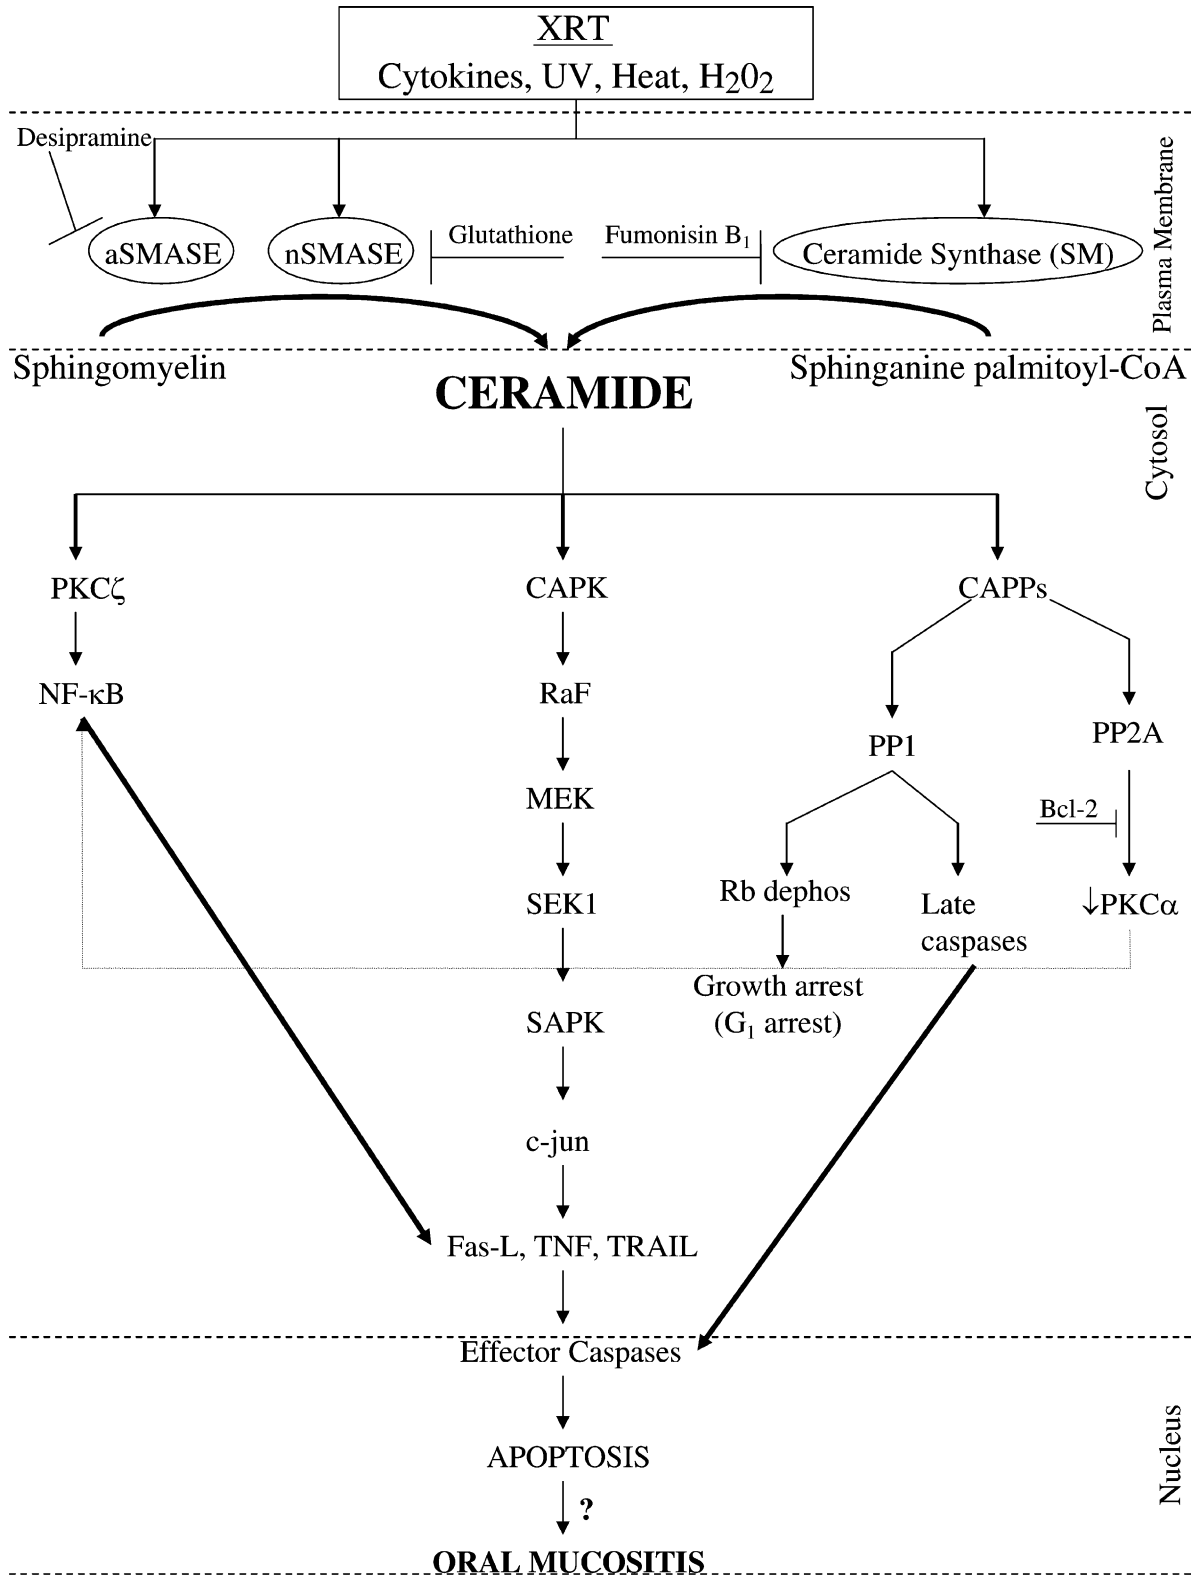 XRT
Cytokines, UV, Heat, H₂0₂
Desipramine
Plasma Membrane
aSMASE
nSMASE
Glutathione
Fumonisin B₁
Ceramide Synthase (SM)
Sphingomyelin
Sphinganine palmitoyl-CoA
CERAMIDE
Cytosol
PKCζ
CAPK
CAPPs
NF-κB
RaF
PP1
PP2A
MEK
Bcl-2
SEK1
Rb dephos
Late
caspases
↓PKCα
Growth arrest
(G₁ arrest)
SAPK
c-jun
Fas-L, TNF, TRAIL
Effector Caspases
Nucleus
APOPTOSIS
?
ORAL MUCOSITIS